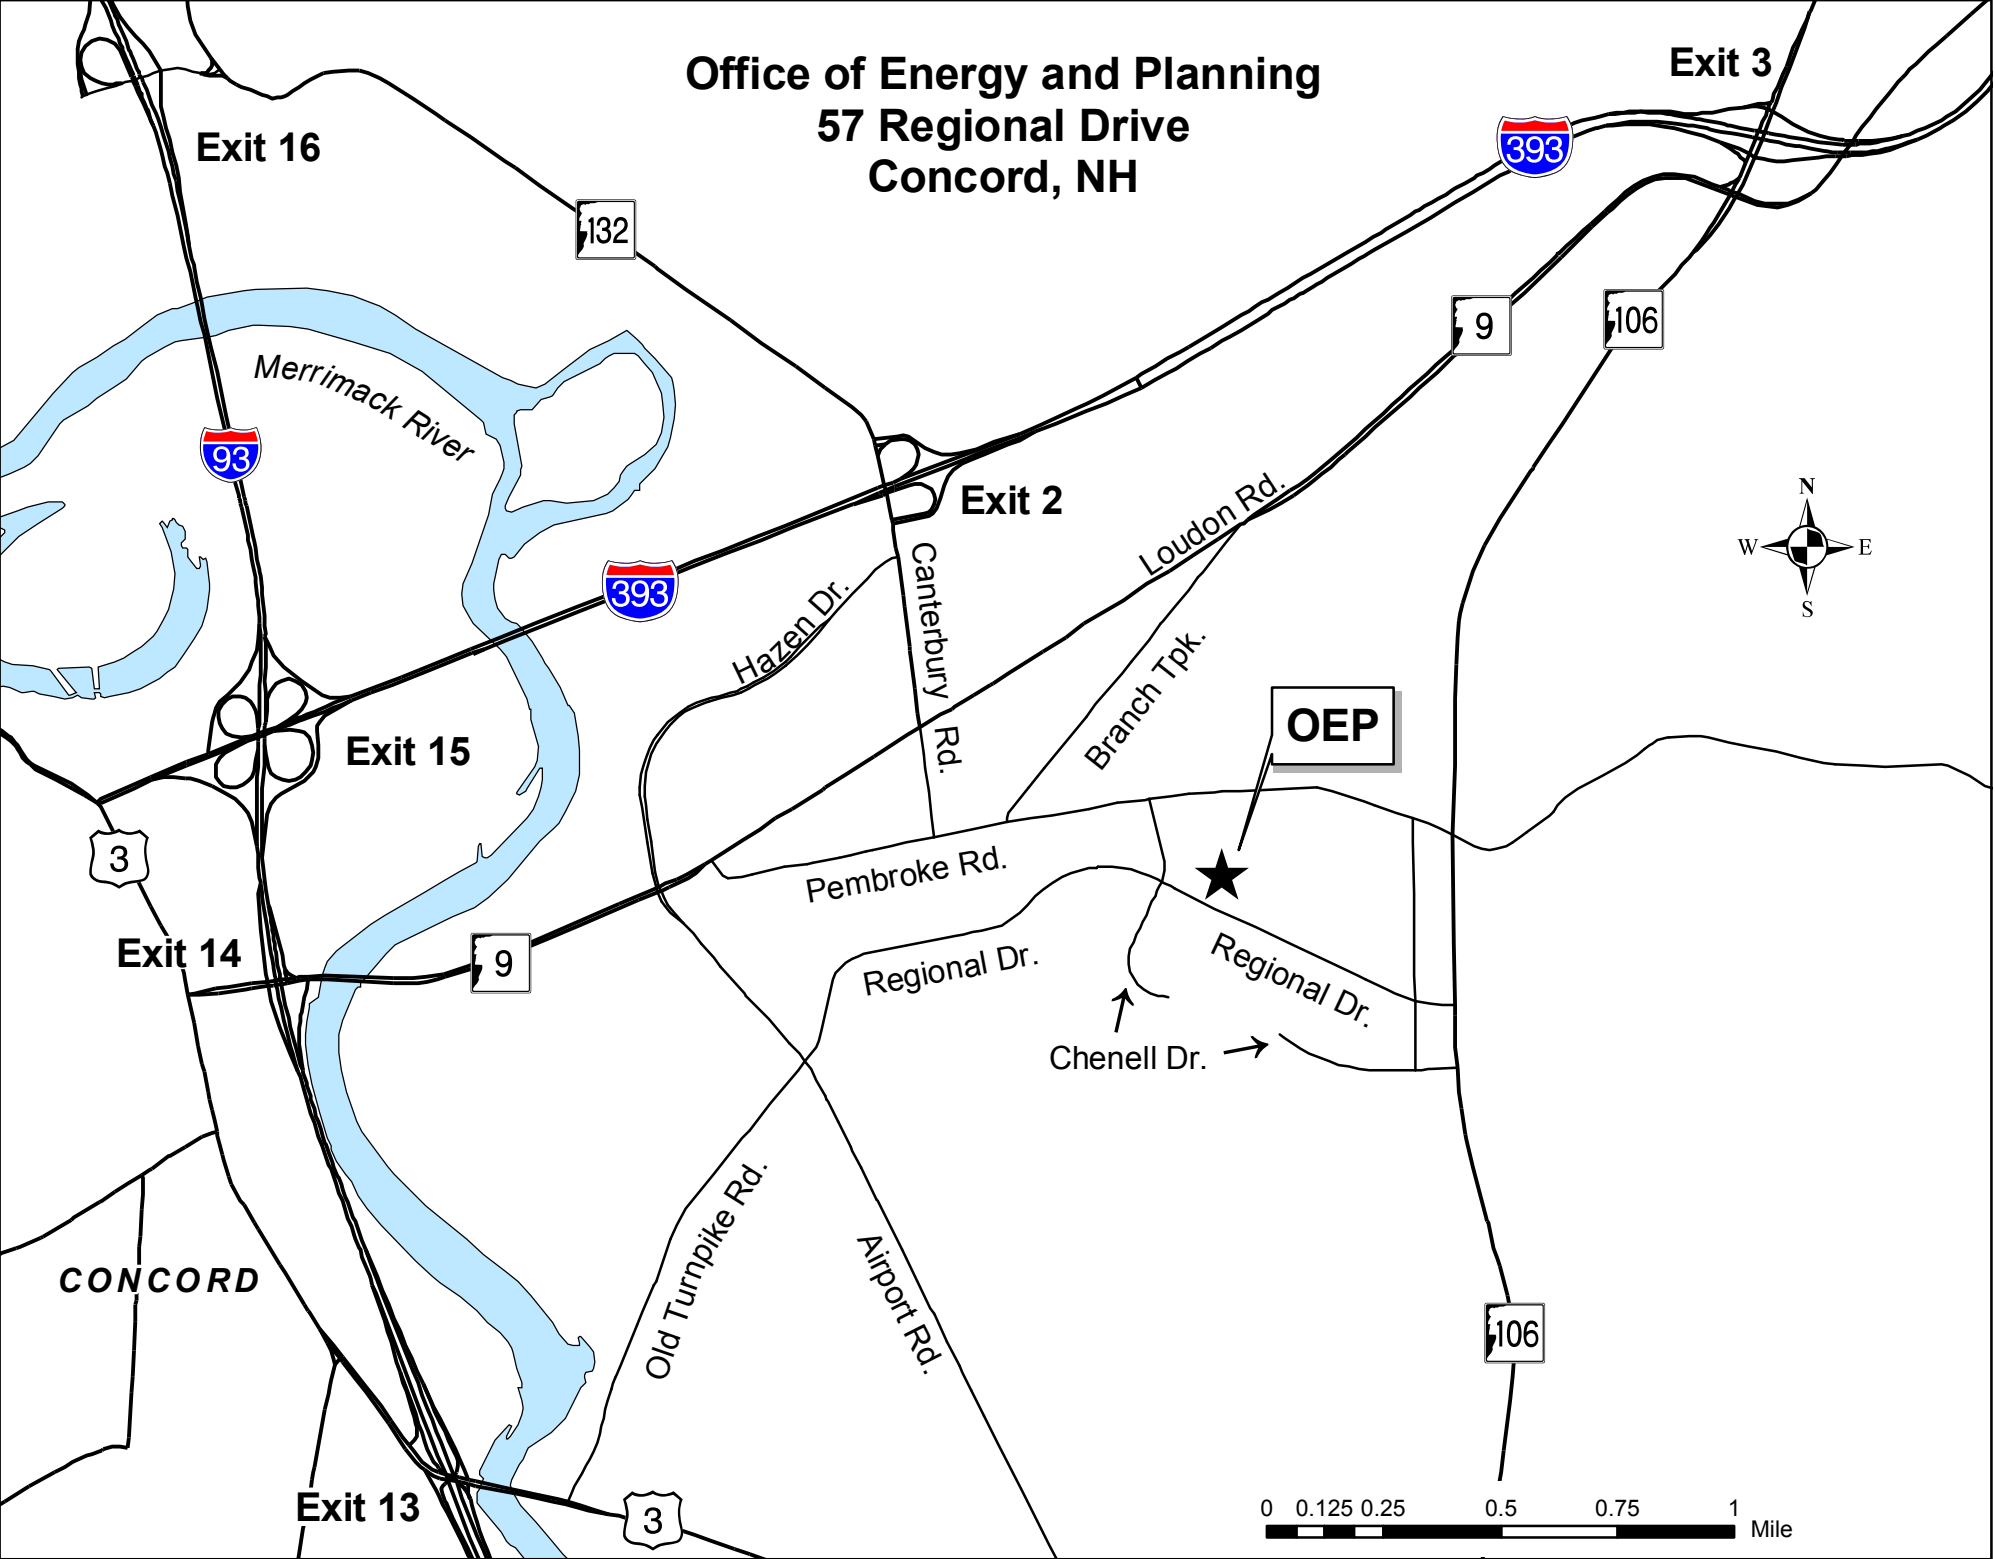 Office of Energy and Planning
57 Regional Drive
Concord, NH
Exit 3
Exit 16
393
132
9
106
Merrimack River
93
Exit 2
N
W E
S
Loudon Rd.
393
Hazen Dr.
Canterbury Rd.
Branch Tpk.
OEP
Exit 15
3
Pembroke Rd.
Exit 14
9
Regional Dr.
Regional Dr.
Chenell Dr.
Old Turnpike Rd.
Airport Rd.
CONCORD
106
Exit 13
3
0 0.125 0.25 0.5 0.75 1
Mile